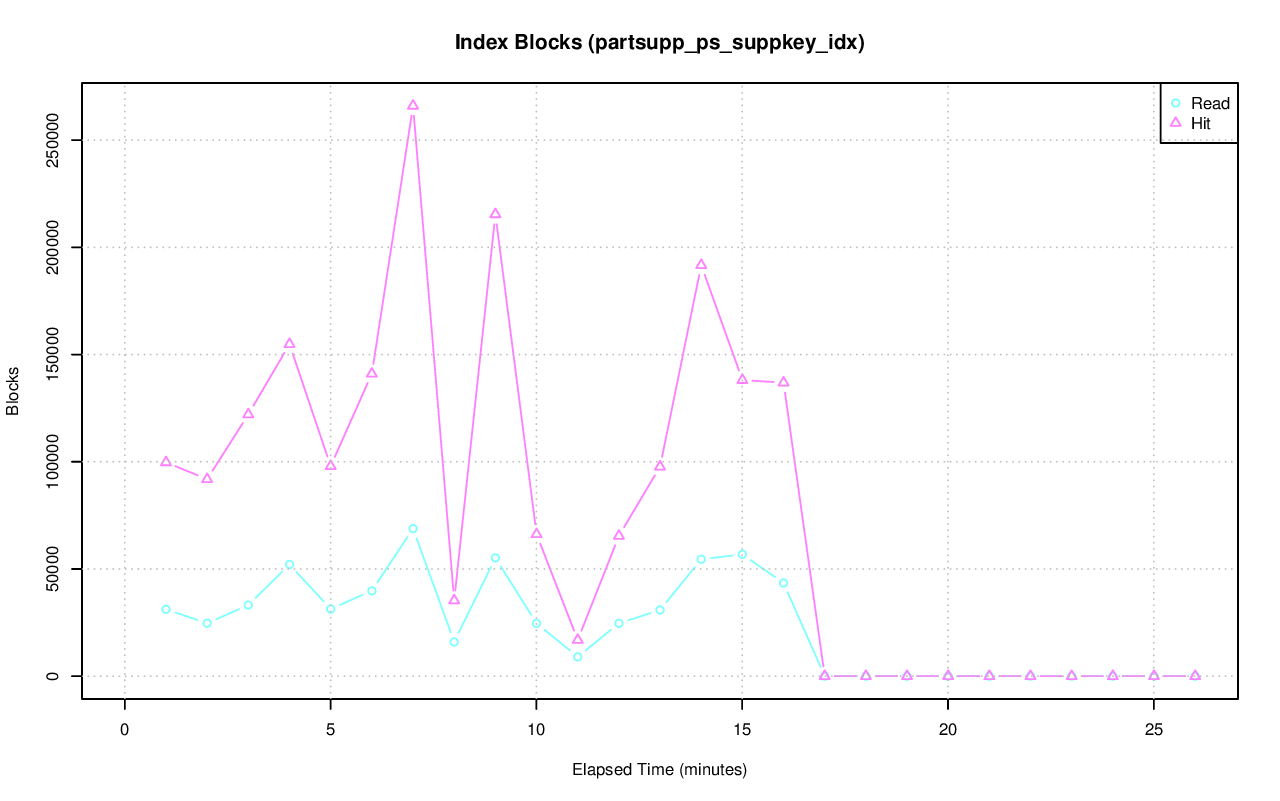 Index Blocks (partsupp_ps_suppkey_idx)
Read
Hit
Blocks
250000
200000
150000
100000
50000
0
0 5 10 15 20 25
Elapsed Time (minutes)